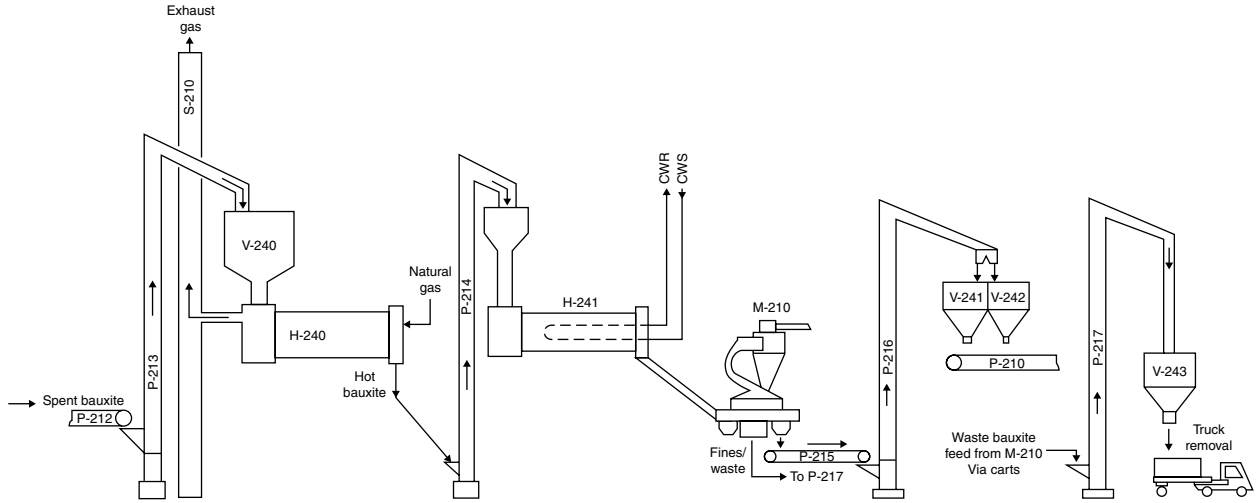 Exhaust
gas
S-210
P-213
V-240
H-240
Natural
gas
Hot
bauxite
Spent bauxite
P-212
P-214
H-241
CWR
CWS
M-210
Fines/
waste
To P-217
P-215
P-216
V-241
V-242
P-210
P-217
V-243
Waste bauxite
feed from M-210
Via carts
Truck
removal